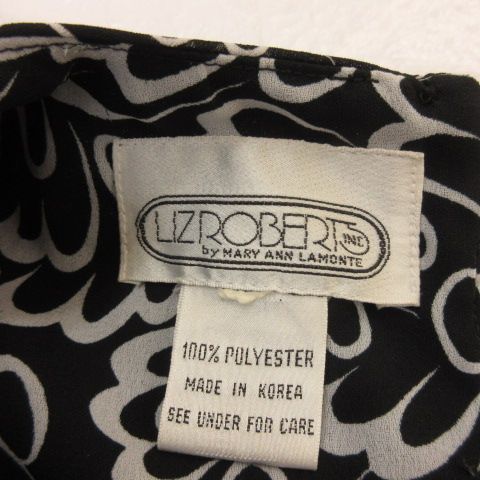 LIZ ROBERTS INC
by MARY ANN LAMONTE
100% POLYESTER
MADE IN KOREA
SEE UNDER FOR CARE